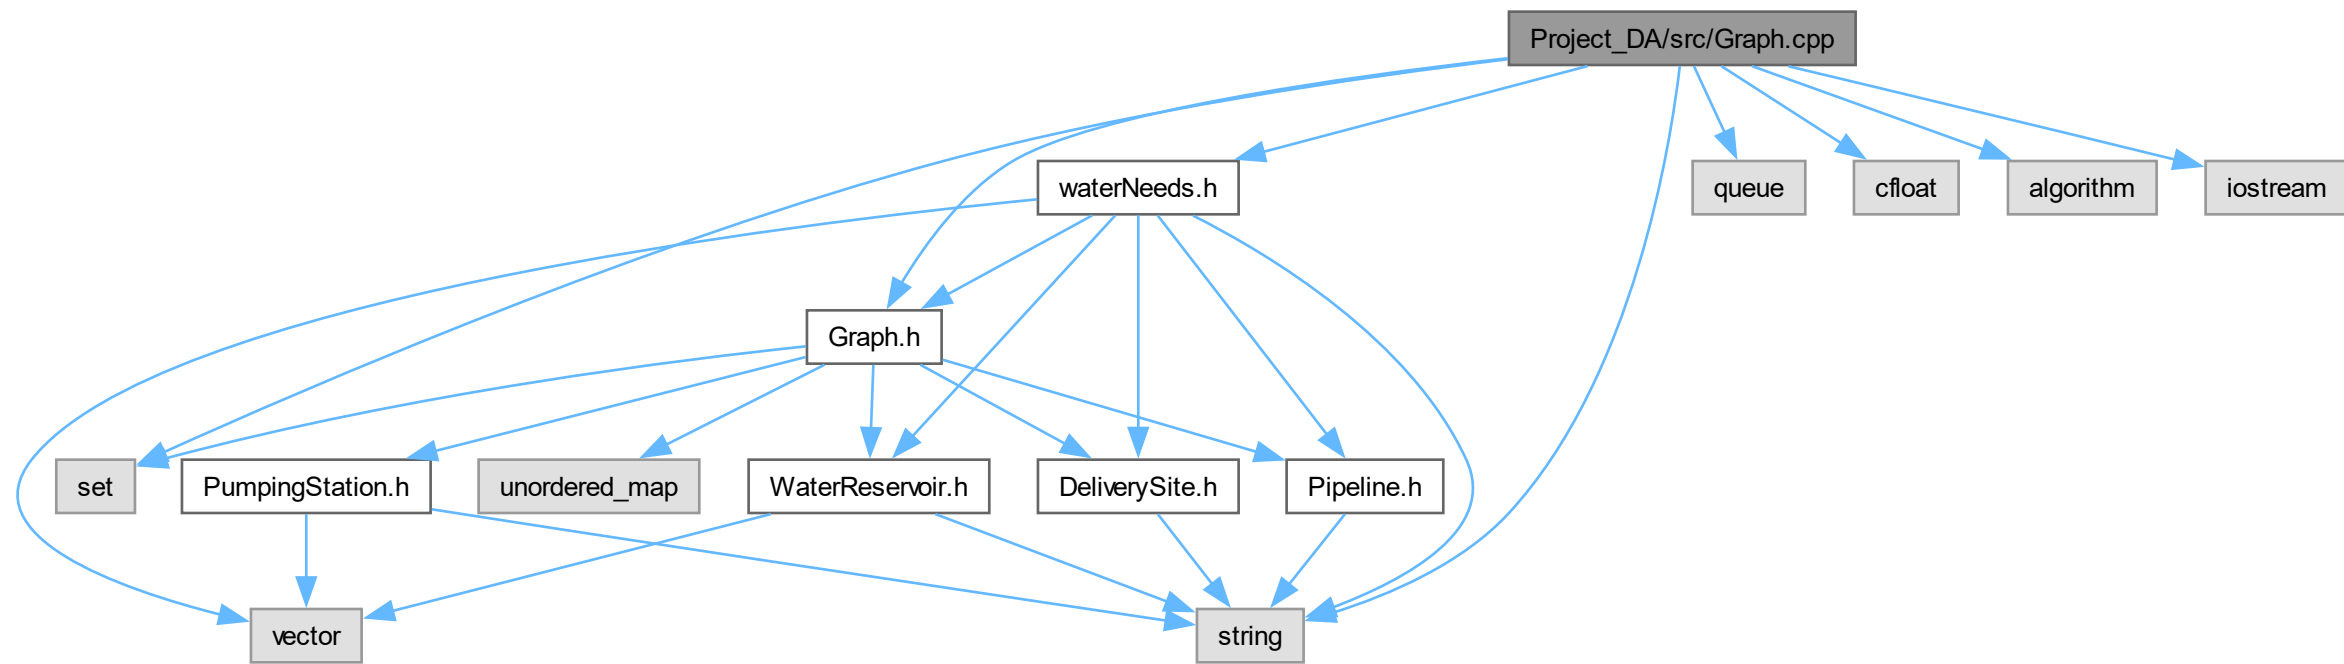 Project_DA/src/Graph.cpp
waterNeeds.h
queue
cfloat
algorithm
iostream
Graph.h
set
PumpingStation.h
unordered_map
WaterReservoir.h
DeliverySite.h
Pipeline.h
vector
string